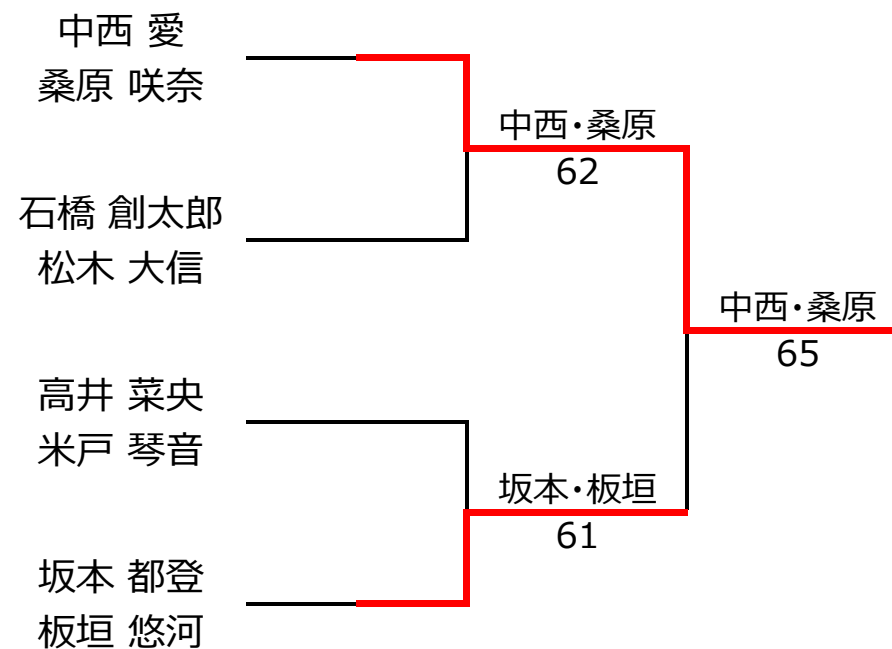 中西 愛
桑原 咲奈
中西・桑原
62
石橋 創太郎
松木 大信
中西・桑原
65
高井 菜央
米戸 琴音
坂本・板垣
61
坂本 都登
板垣 悠河